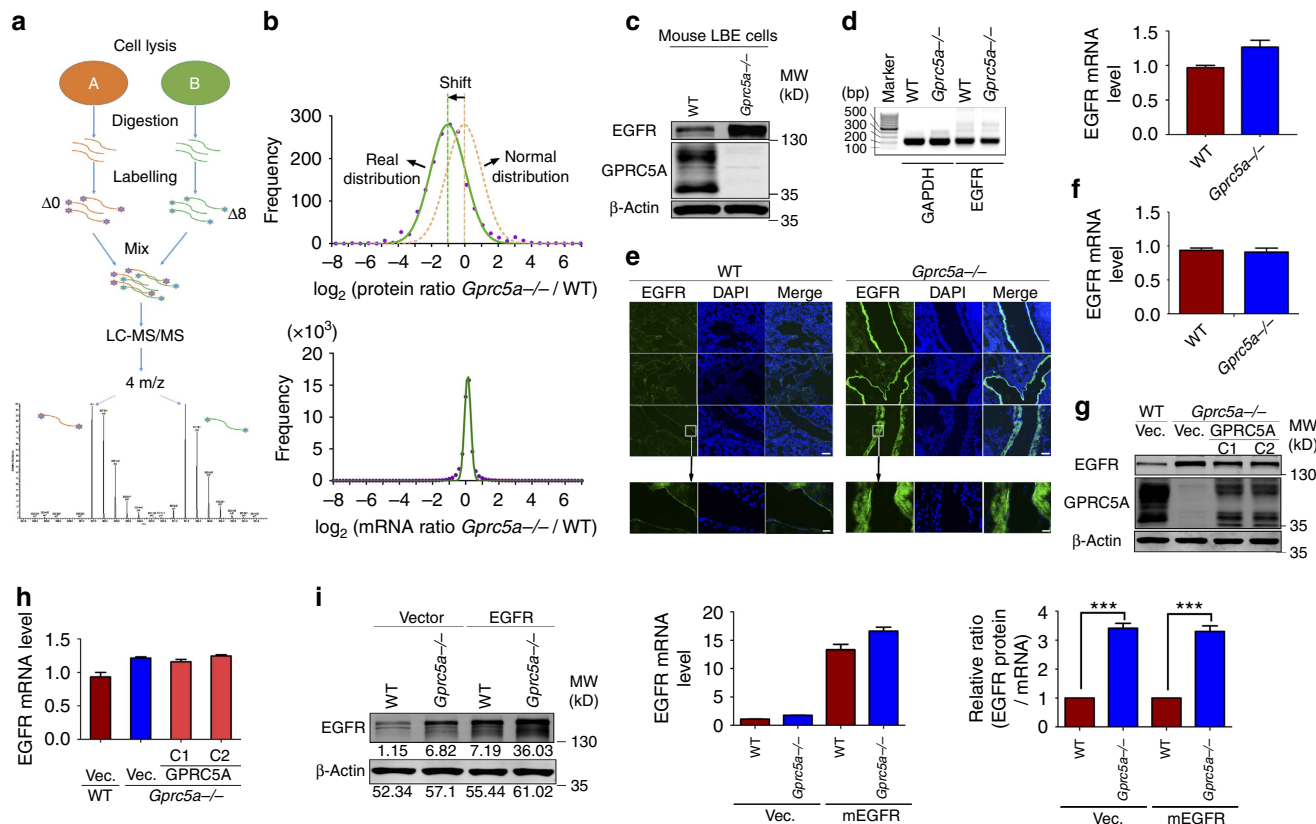 a
Cell lysis
A
B
Digestion
Labelling
Δ0
Δ8
Mix
LC-MS/MS
4 m/z
b
Shift
300
200
100
0
Frequency
Real distribution
Normal distribution
−8 −6 −4 −2 0 2 4 6
log2 (protein ratio Gprc5a−/− / WT)
(×10³)
20
15
10
5
0
Frequency
−8 −6 −4 −2 0 2 4 6
log2 (mRNA ratio Gprc5a−/− / WT)
c
Mouse LBE cells
WT
Gprc5a−/−
MW (kD)
EGFR
130
GPRC5A
35
β-Actin
35
d
(bp)
Marker
WT
Gprc5a−/−
WT
Gprc5a−/−
500
300
400
200
100
GAPDH
EGFR
EGFR mRNA level
1.5
1.0
0.5
0.0
WT
Gprc5a−/−
e
WT
Gprc5a−/−
EGFR DAPI Merge
EGFR DAPI Merge
f
EGFR mRNA level
1.5
1.0
0.5
0.0
WT
Gprc5a−/−
g
WT Gprc5a−/−
Vec. Vec. GPRC5A
C1 C2
MW (kD)
EGFR
130
GPRC5A
35
β-Actin
35
h
EGFR mRNA level
1.5
1.0
0.5
0.0
C1 C2
Vec. Vec. GPRC5A
WT Gprc5a−/−
i
Vector EGFR
WT
Gprc5a−/−
WT
Gprc5a−/−
MW (kD)
EGFR
130
1.15 6.82 7.19 36.03
β-Actin
35
52.34 57.1 55.44 61.02
EGFR mRNA level
20
15
10
5
0
WT
Gprc5a−/−
WT
Gprc5a−/−
Vec. mEGFR
Relative ratio (EGFR protein / mRNA)
4
3
2
1
0
*** ***
WT
Gprc5a−/−
WT
Gprc5a−/−
Vec. mEGFR